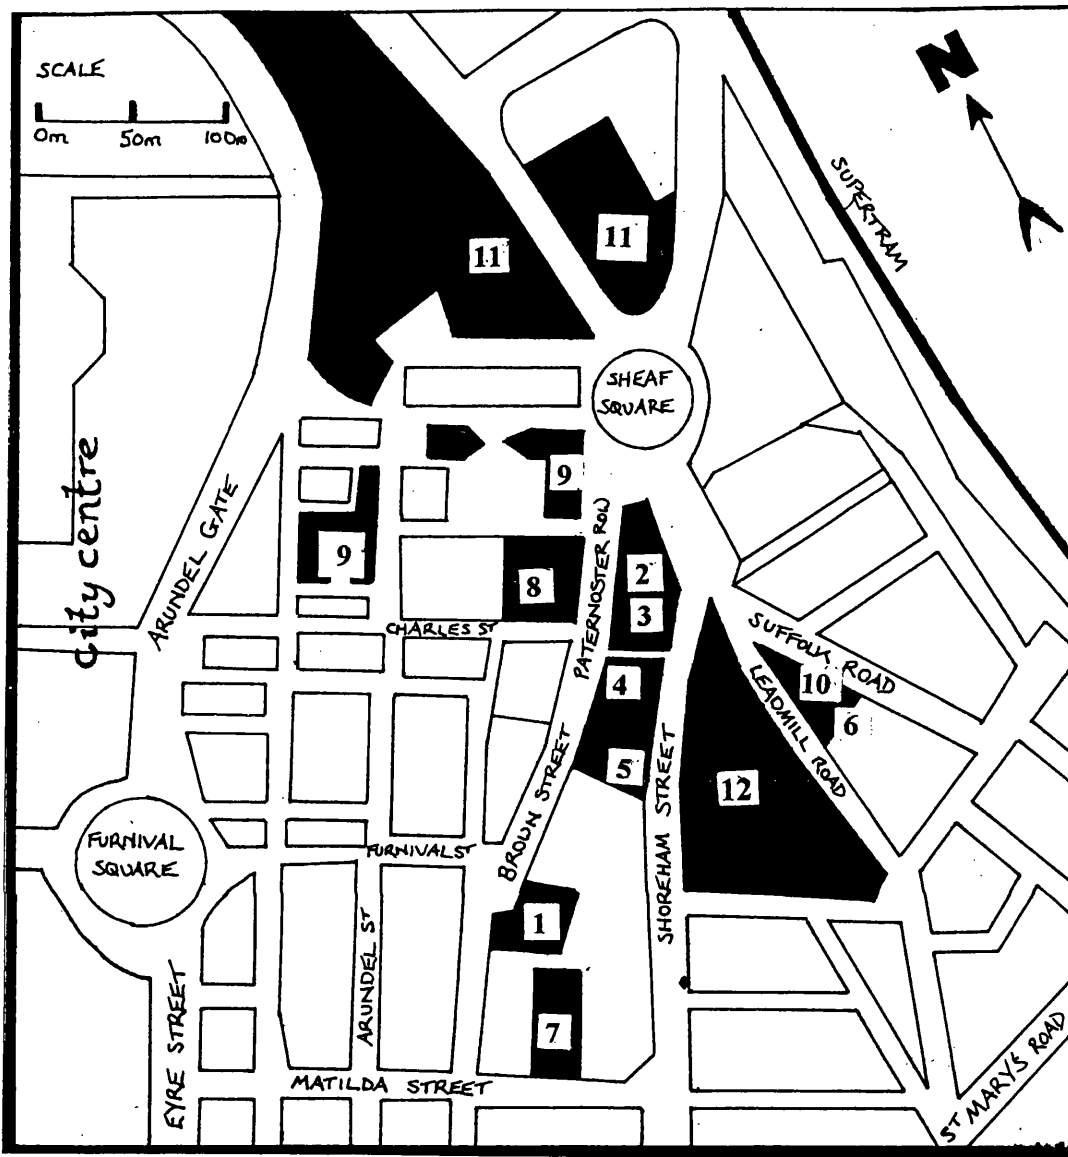 SCALE
0m 50m 100m
N
SUPERTRAM
11
11
SHEAF
SQUARE
City centre
ARUNDEL GATE
9
9
PATERNOSTER ROW
2
8
3
CHARLES ST
SUFFOLK ROAD
4
10
LEADMILL ROAD
6
5
12
BROWN STREET
SHOREHAM STREET
FURNIVAL
SQUARE
FURNIVAL ST
1
ARUNDEL ST
7
EYRE STREET
MATILDA STREET
ST MARY'S ROAD